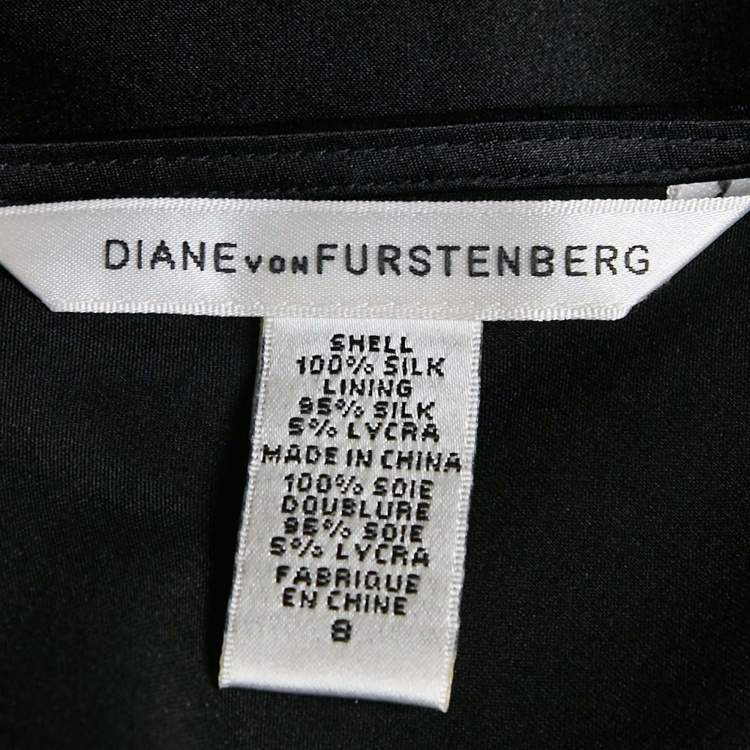 DIANE VON FURSTENBERG
SHELL
100% SILK
LINING
95% SILK
5% LYCRA
MADE IN CHINA
100% SOIE
DOUBLURE
95% SOIE
5% LYCRA
FABRIQUE
EN CHINE
8